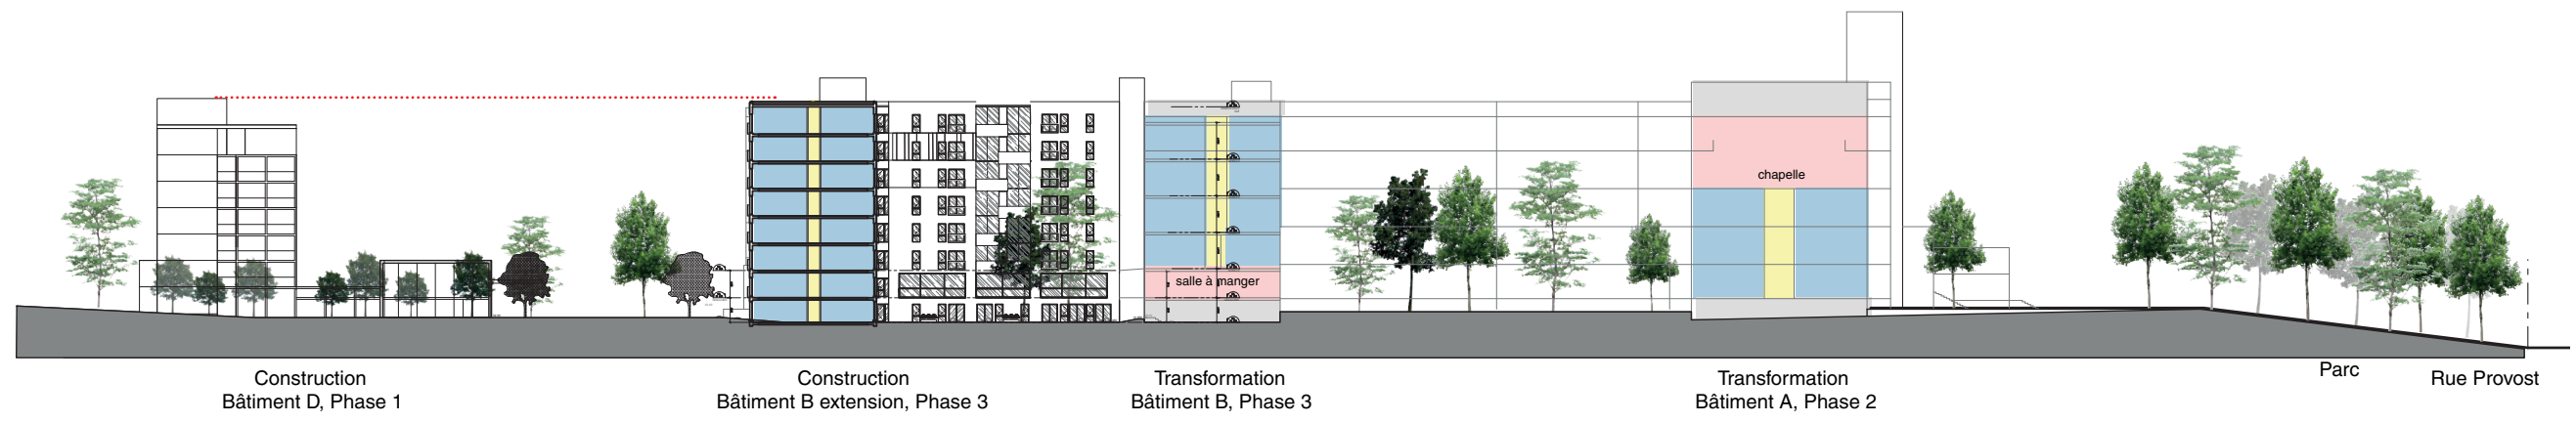 chapelle
salle à manger
Construction
Bâtiment D, Phase 1
Construction
Bâtiment B extension, Phase 3
Transformation
Bâtiment B, Phase 3
Transformation
Bâtiment A, Phase 2
Parc
Rue Provost